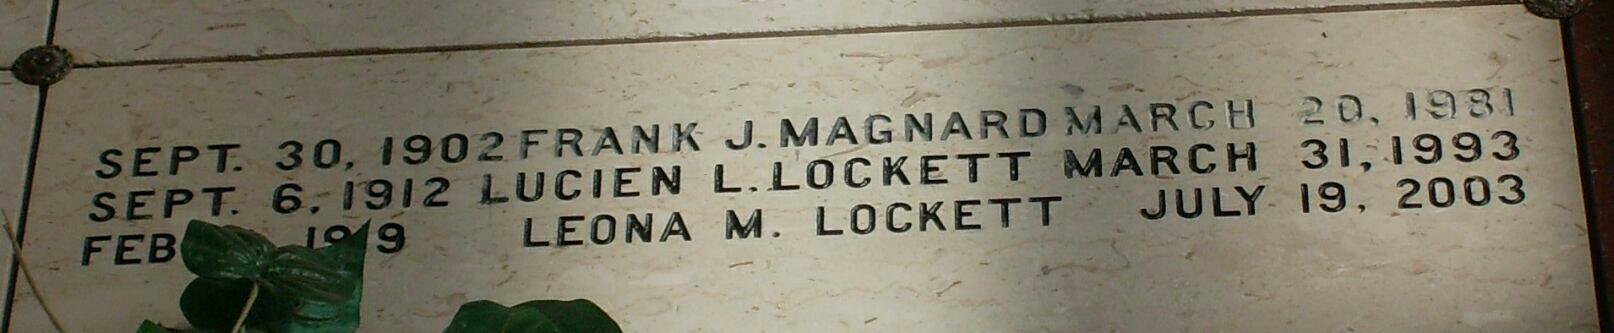 SEPT. 30, 1902 FRANK J. MAGNARD MARCH 20, 1981
SEPT. 6, 1912 LUCIEN L. LOCKETT MARCH 31, 1993
FEB 1919 LEONA M. LOCKETT JULY 19, 2003